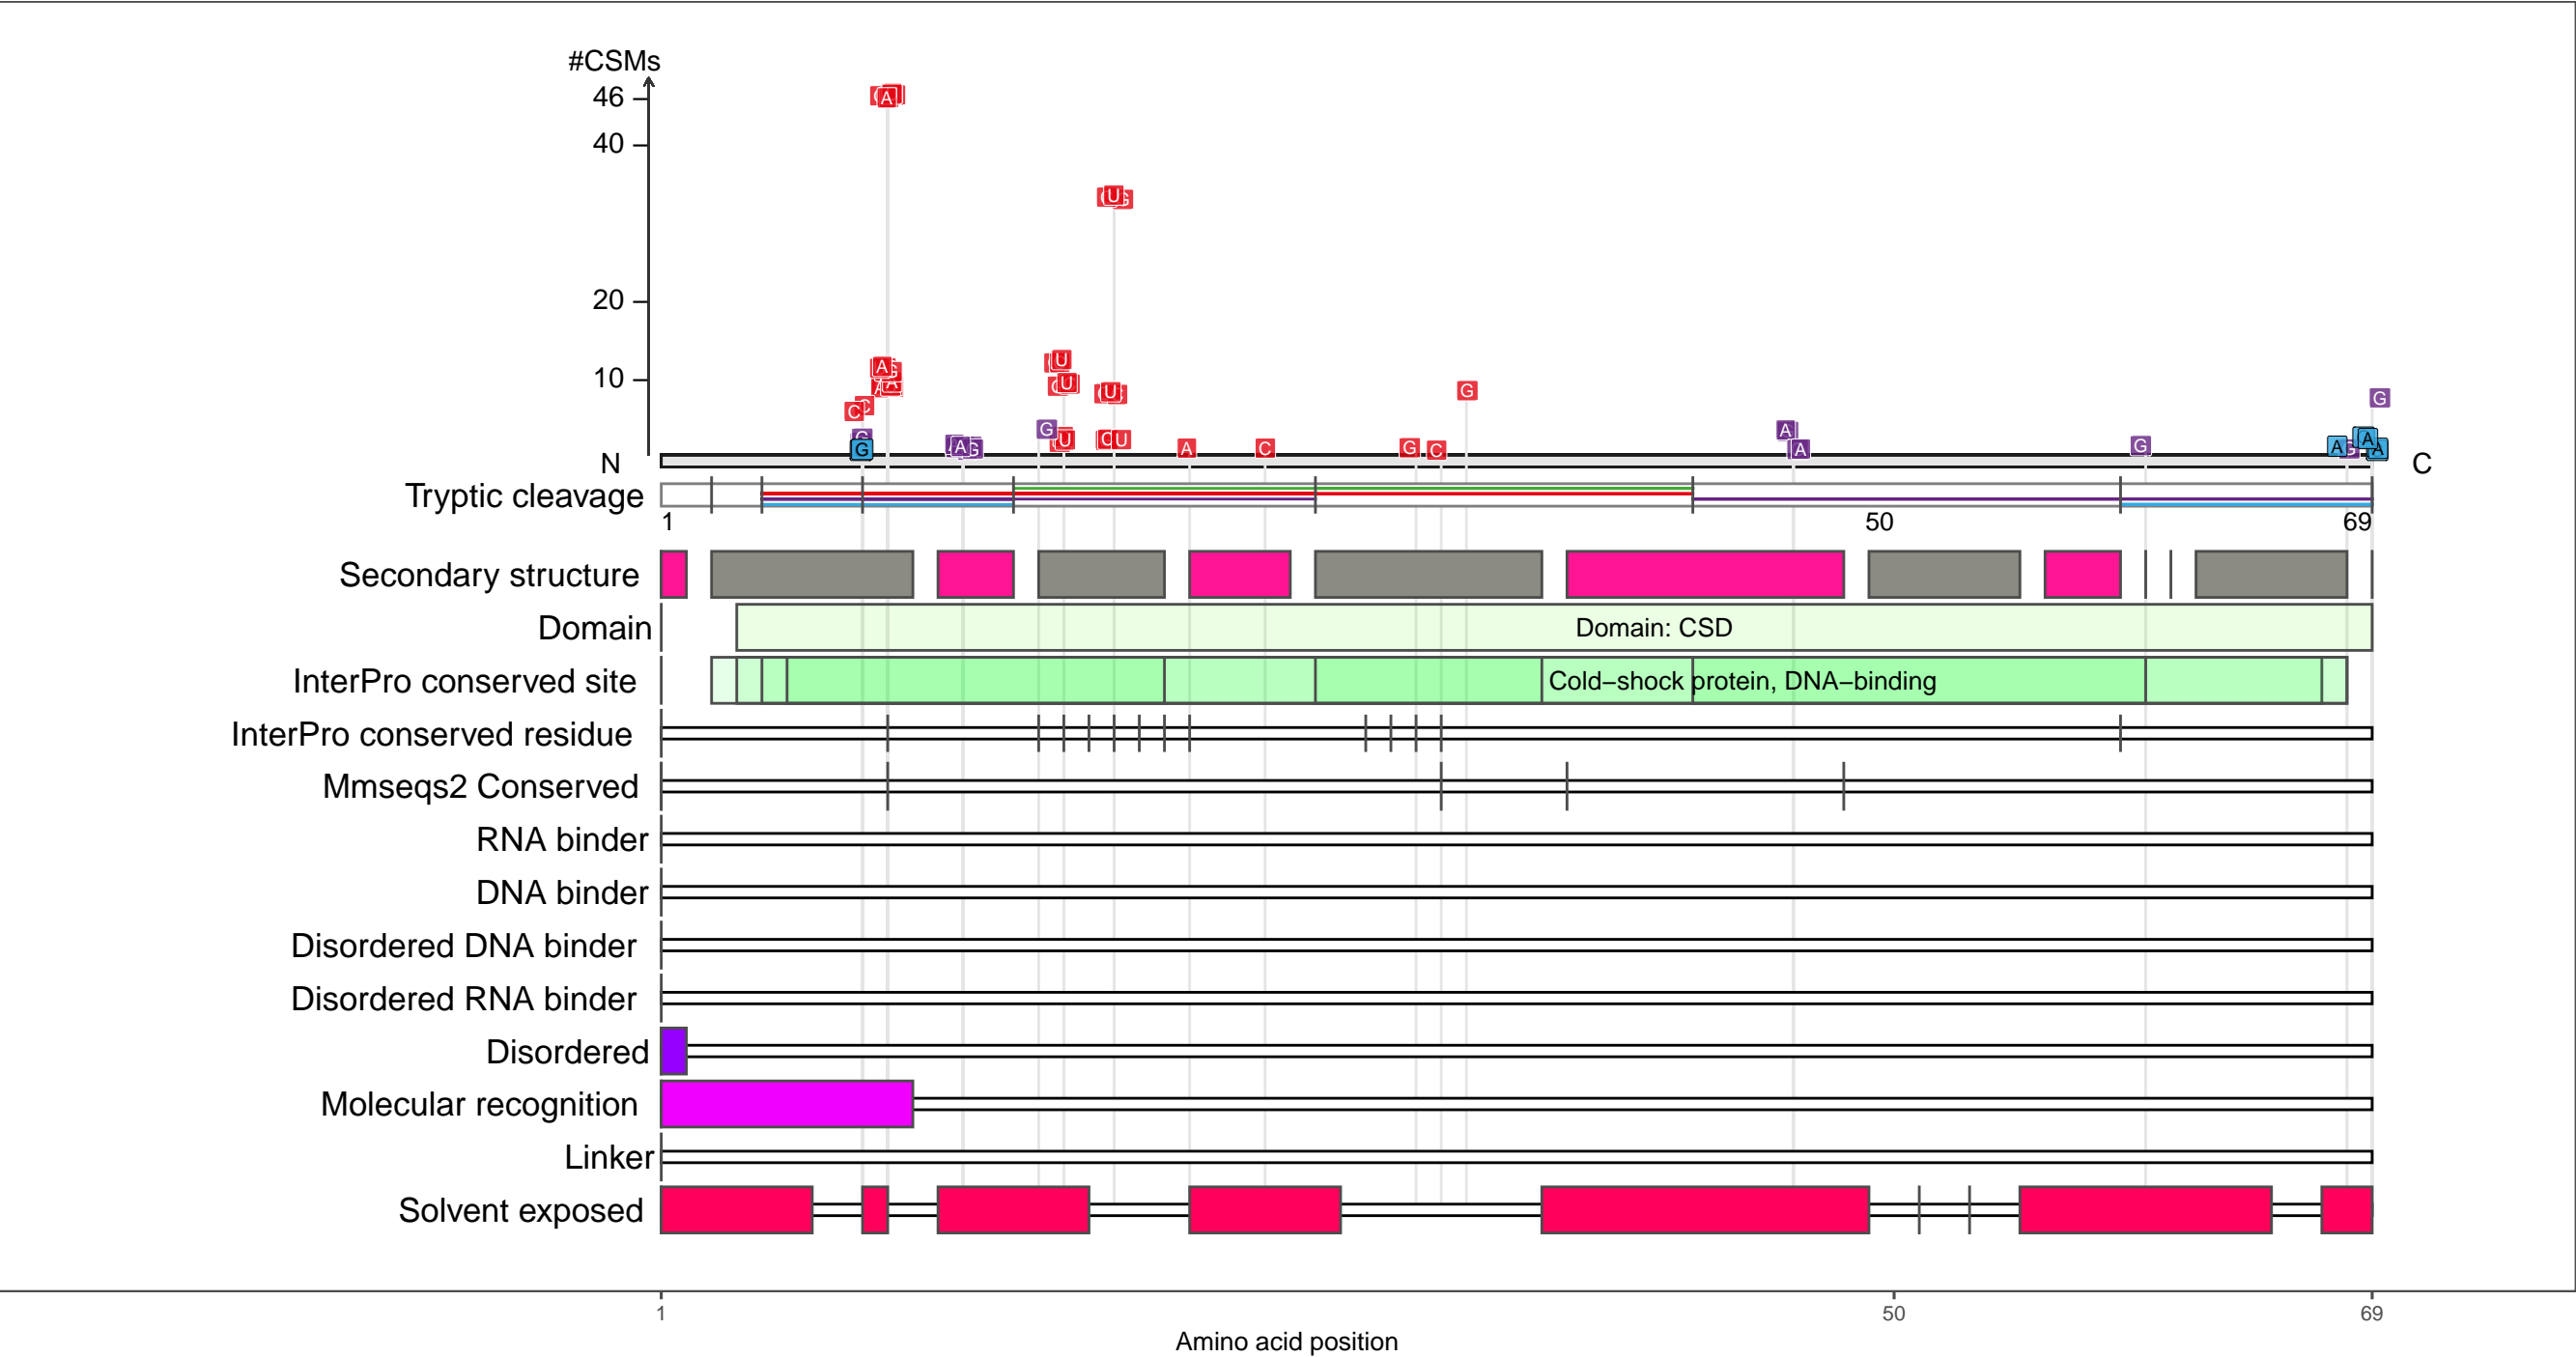 #CSMs
46
40
20
10
A
U
G
A
G
A
C
C
G
G
A
G
G
U
U
U
U
C
U
A
C
G
C
G
A
A
G
A
G
A
A
G
N
C
Tryptic cleavage
1
50
69
Secondary structure
Domain
Domain: CSD
InterPro conserved site
Cold−shock protein, DNA−binding
InterPro conserved residue
Mmseqs2 Conserved
RNA binder
DNA binder
Disordered DNA binder
Disordered RNA binder
Disordered
Molecular recognition
Linker
Solvent exposed
1
50
69
Amino acid position